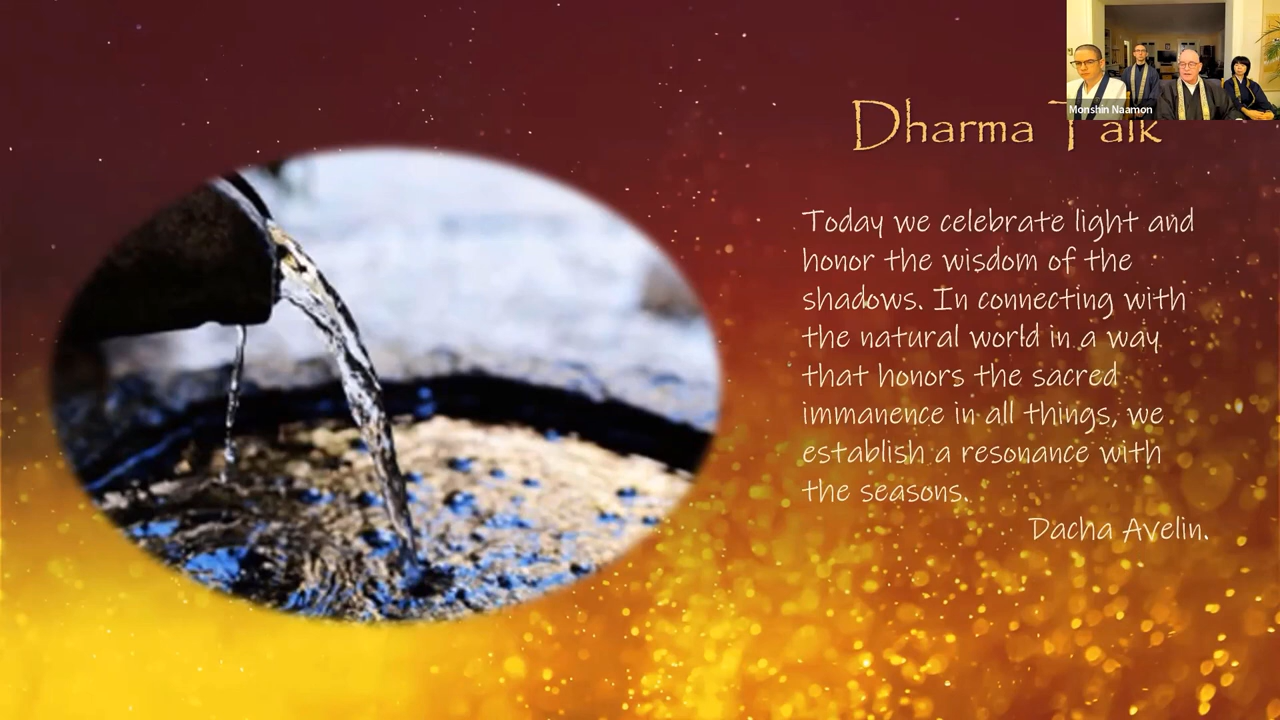 Monshin Naamon
Dharma Talk
Today we celebrate light and
honor the wisdom of the
shadows. In connecting with
the natural world in a way
that honors the sacred
immanence in all things, we
establish a resonance with
the seasons.
Dacha Avelin.